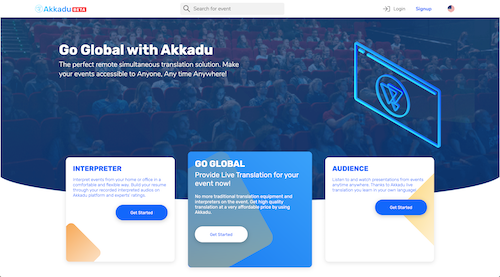 Akkadu BETA
Search for event
Login
Signup
Go Global with Akkadu
The perfect remote simultaneous translation solution. Make
your events accessible to Anyone, Any time Anywhere!
INTERPRETER
Interpret events from your home or office in a
comfortable and flexible way. Build your resume
through your recorded interpreted audios on
Akkadu platform and experts' ratings.
Get Started
GO GLOBAL
Provide Live Translation for your
event now!
No more traditional translation equipment and
interpreters on the event. Get high quality
translation at a very affordable price by using
Akkadu.
Get Started
AUDIENCE
Listen to and watch presentations from events
anytime anywhere. Thanks to Akkadu live
translation you learn in your own language.
Get Started